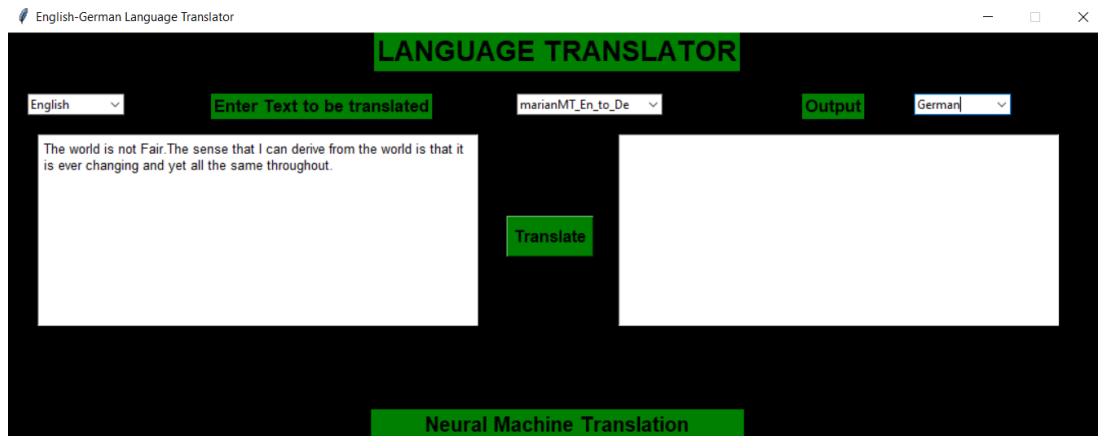 English-German Language Translator
LANGUAGE TRANSLATOR
English
Enter Text to be translated
marianMT_En_to_De
Output
German
The world is not Fair.The sense that I can derive from the world is that it
is ever changing and yet all the same throughout.
Translate
Neural Machine Translation